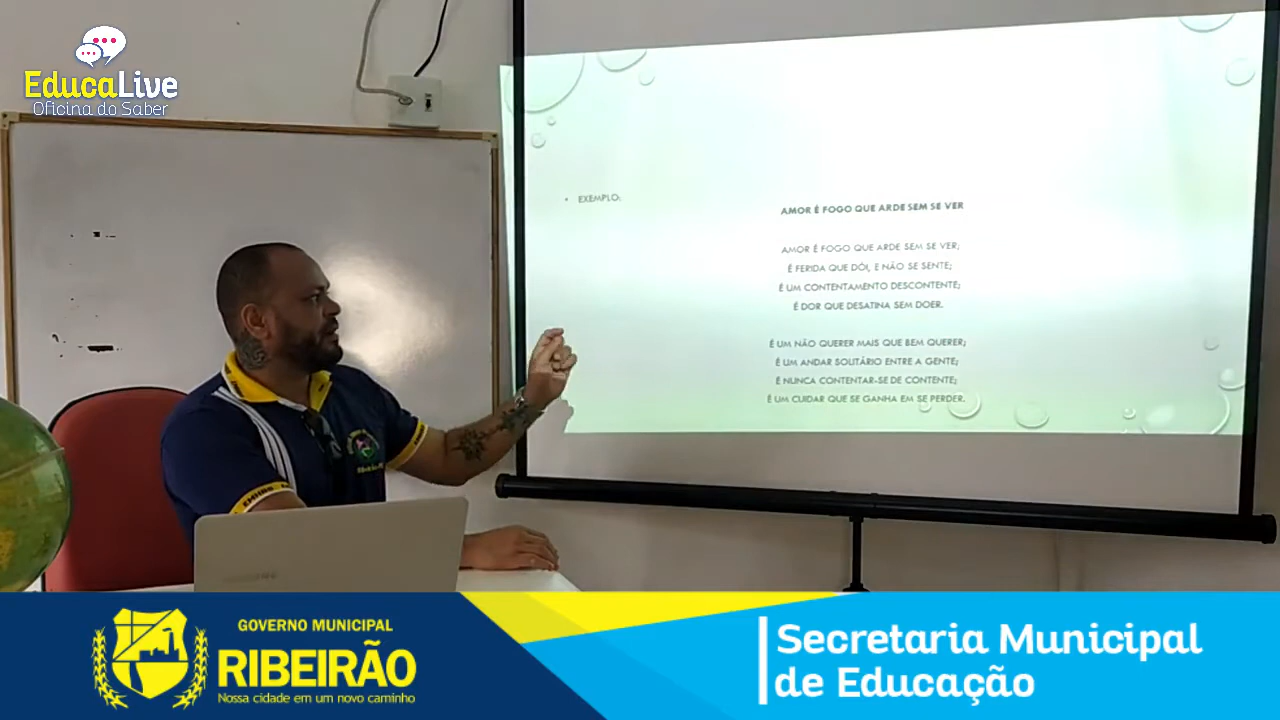 EducaLive
Oficina do Saber
• EXEMPLO:
AMOR É FOGO QUE ARDE SEM SE VER
AMOR É FOGO QUE ARDE SEM SE VER;
É FERIDA QUE DÓI, E NÃO SE SENTE;
É UM CONTENTAMENTO DESCONTENTE;
É DOR QUE DESATINA SEM DOER.
É UM NÃO QUERER MAIS QUE BEM QUERER;
É UM ANDAR SOLITÁRIO ENTRE A GENTE;
É NUNCA CONTENTAR-SE DE CONTENTE;
É UM CUIDAR QUE SE GANHA EM SE PERDER.
GOVERNO MUNICIPAL
RIBEIRÃO
Nossa cidade em um novo caminho
Secretaria Municipal
de Educação